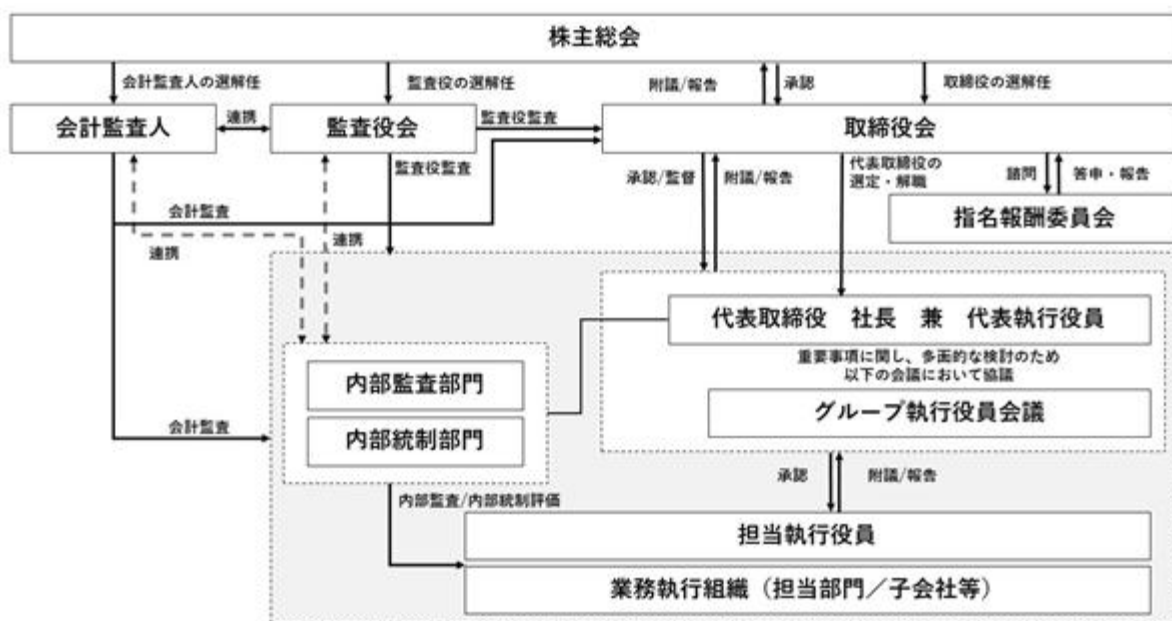 株主総会
会計監査人の選解任
監査役の選解任
附議/報告
承認
取締役の選解任
会計監査人
連携
監査役会
監査役監査
取締役会
監査役監査
承認/監督
附議/報告
代表取締役の
選定・解職
諮問
答申・報告
会計監査
連携
連携
指名報酬委員会
代表取締役 社長 兼 代表執行役員
重要事項に関し、多面的な検討のため
以下の会議において協議
グループ執行役員会議
内部監査部門
内部統制部門
会計監査
承認
附議/報告
内部監査/内部統制評価
担当執行役員
業務執行組織（担当部門／子会社等）